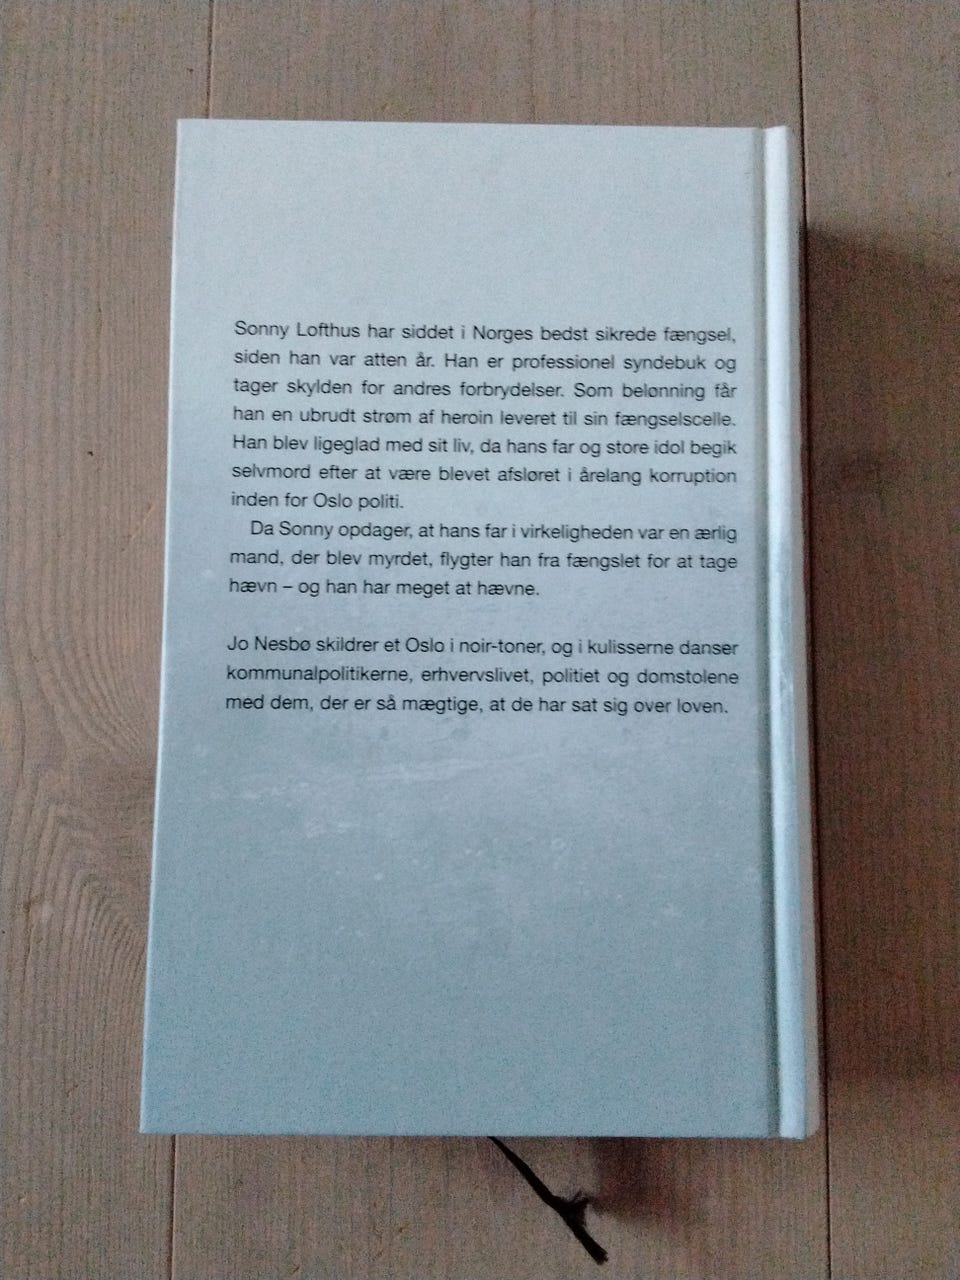 Sonny Lofthus har siddet i Norges bedst sikrede fængsel,
siden han var atten år. Han er professionel syndebuk og
tager skylden for andres forbrydelser. Som belønning får
han en ubrudt strøm af heroin leveret til sin fængselscelle.
Han blev ligeglad med sit liv, da hans far og store idol begik
selvmord efter at være blevet afsløret i årelang korruption
inden for Oslo politi.
Da Sonny opdager, at hans far i virkeligheden var en ærlig
mand, der blev myrdet, flygter han fra fængslet for at tage
hævn – og han har meget at hævne.
Jo Nesbø skildrer et Oslo i noir-toner, og i kulisserne danser
kommunalpolitikerne, erhvervslivet, politiet og domstolene
med dem, der er så mægtige, at de har sat sig over loven.